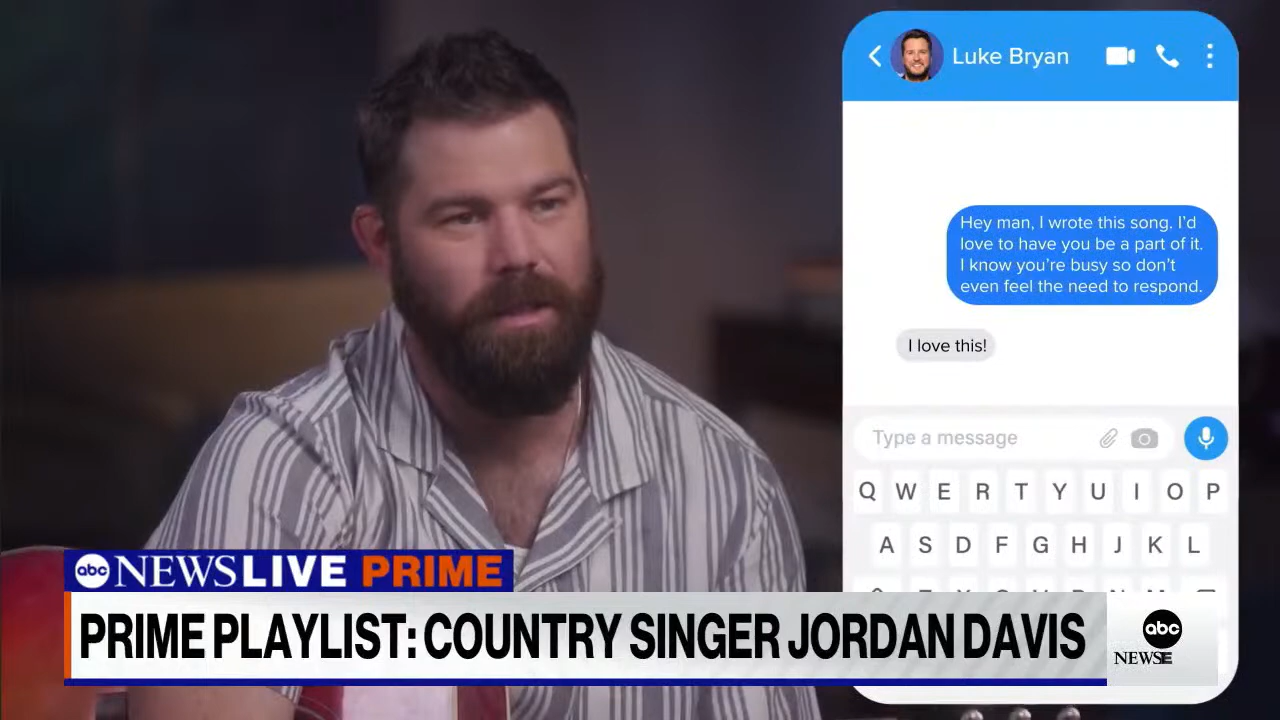 Luke Bryan
Hey man, I wrote this song. I'd
love to have you be a part of it.
I know you're busy so don't
even feel the need to respond.
I love this!
Type a message
Q W E R T Y U I O P
A S D F G H J K L
abc NEWS LIVE PRIME
PRIME PLAYLIST: COUNTRY SINGER JORDAN DAVIS
abc